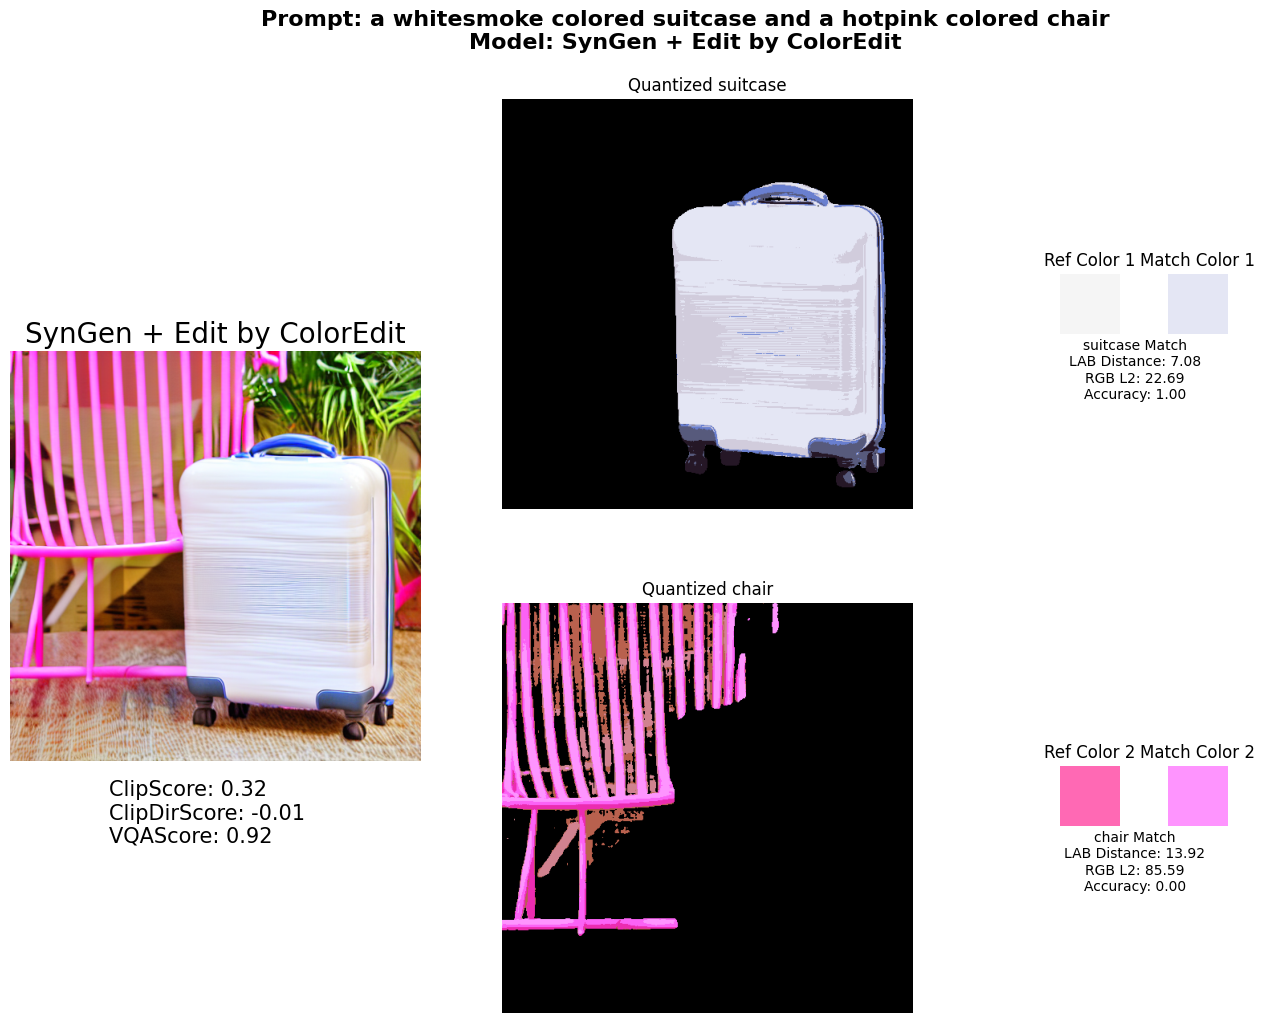 Prompt: a whitesmoke colored suitcase and a hotpink colored chair
Model: SynGen + Edit by ColorEdit
Quantized suitcase
Ref Color 1 Match Color 1
suitcase Match
LAB Distance: 7.08
RGB L2: 22.69
Accuracy: 1.00
SynGen + Edit by ColorEdit
ClipScore: 0.32
ClipDirScore: -0.01
VQAScore: 0.92
Quantized chair
Ref Color 2 Match Color 2
chair Match
LAB Distance: 13.92
RGB L2: 85.59
Accuracy: 0.00